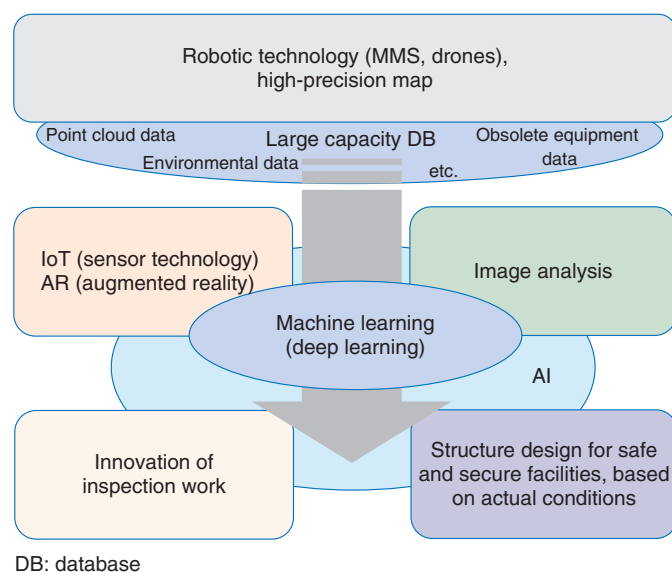 Robotic technology (MMS, drones),
high-precision map
Point cloud data
Large capacity DB
Obsolete equipment
data
Environmental data
etc.
IoT (sensor technology)
AR (augmented reality)
Image analysis
Machine learning
(deep learning)
AI
Innovation of
inspection work
Structure design for safe
and secure facilities, based
on actual conditions
DB: database